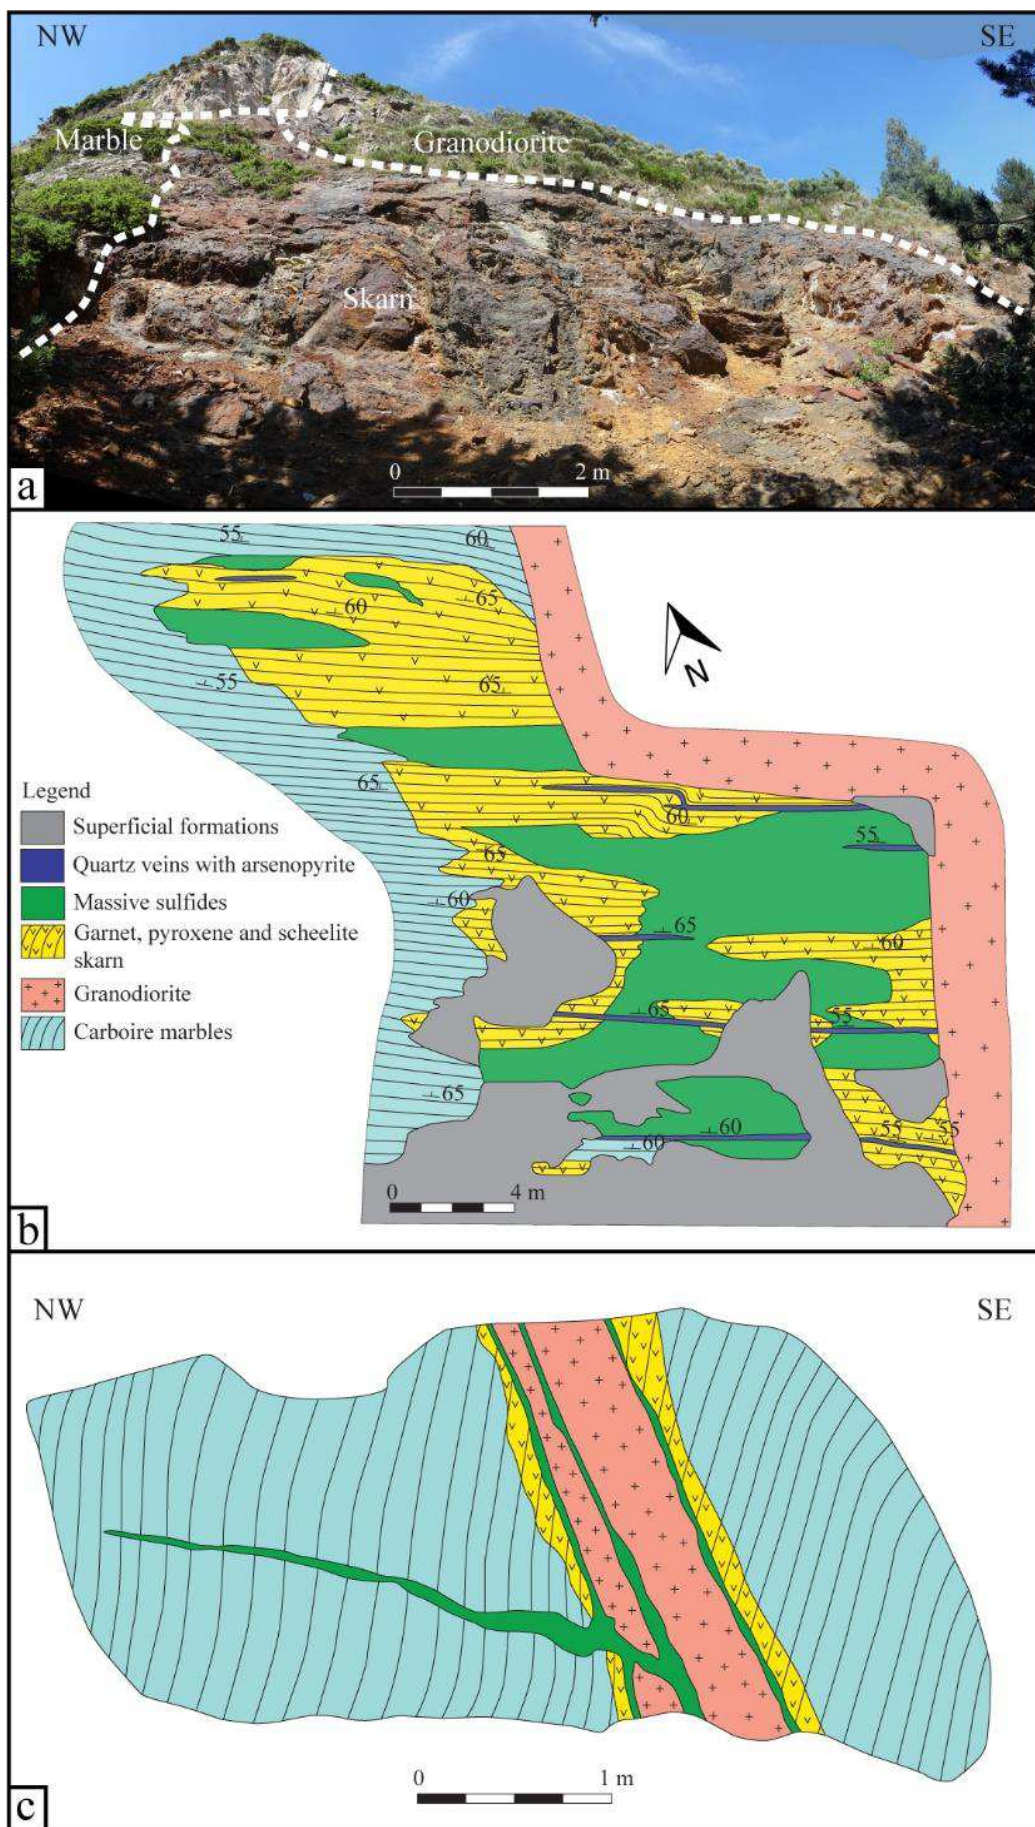 NW
SE
Marble
Granodiorite
Skarn
0
2 m
a
55
60
60
65
55
65
65
60
55
65
60
65
60
65
55
65
60
60
55
55
N
Legend
Superficial formations
Quartz veins with arsenopyrite
Massive sulfides
Garnet, pyroxene and scheelite
skarn
Granodiorite
Carboire marbles
0
4 m
b
NW
SE
0
1 m
c